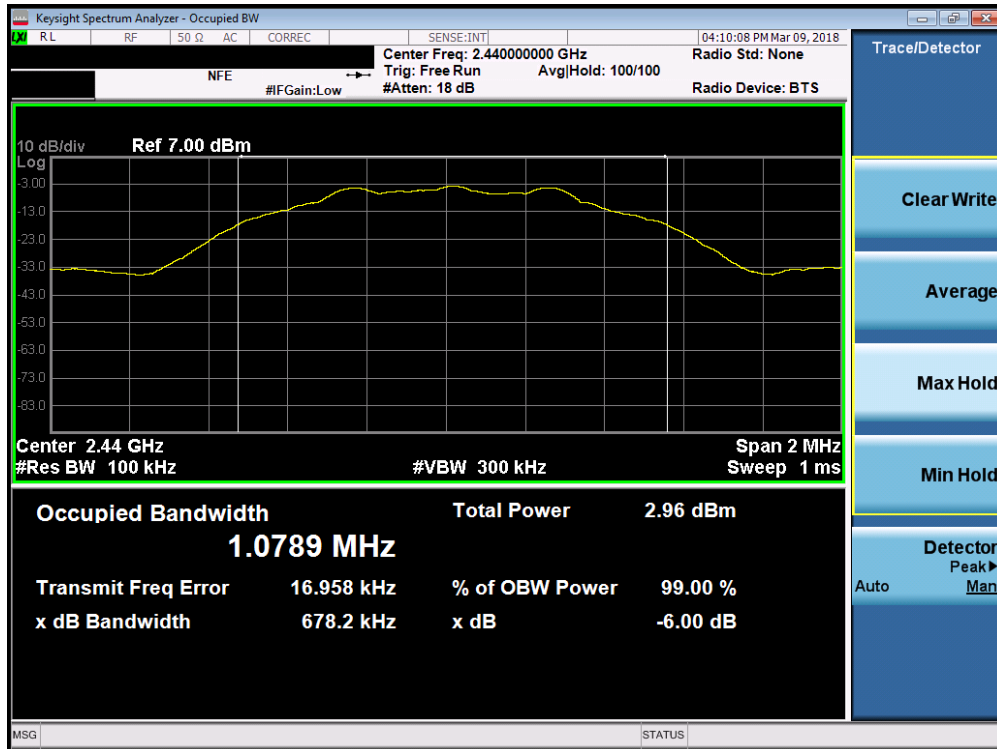 Keysight Spectrum Analyzer - Occupied BW
LXI RL RF 50 Ω AC CORREC SENSE:INT 04:10:08 PM Mar 09, 2018
Center Freq: 2.440000000 GHz Radio Std: None
NFE Trig: Free Run Avg|Hold: 100/100
#IFGain:Low #Atten: 18 dB Radio Device: BTS
Trace/Detector
10 dB/div Ref 7.00 dBm
Log
-3.00
-13.0
-23.0
-33.0
-43.0
-53.0
-63.0
-73.0
-83.0
Center 2.44 GHz Span 2 MHz
#Res BW 100 kHz #VBW 300 kHz Sweep 1 ms
Occupied Bandwidth Total Power 2.96 dBm
1.0789 MHz
Transmit Freq Error 16.958 kHz % of OBW Power 99.00 %
x dB Bandwidth 678.2 kHz x dB -6.00 dB
Clear Write
Average
Max Hold
Min Hold
Detector
Peak▶
Auto Man
MSG STATUS